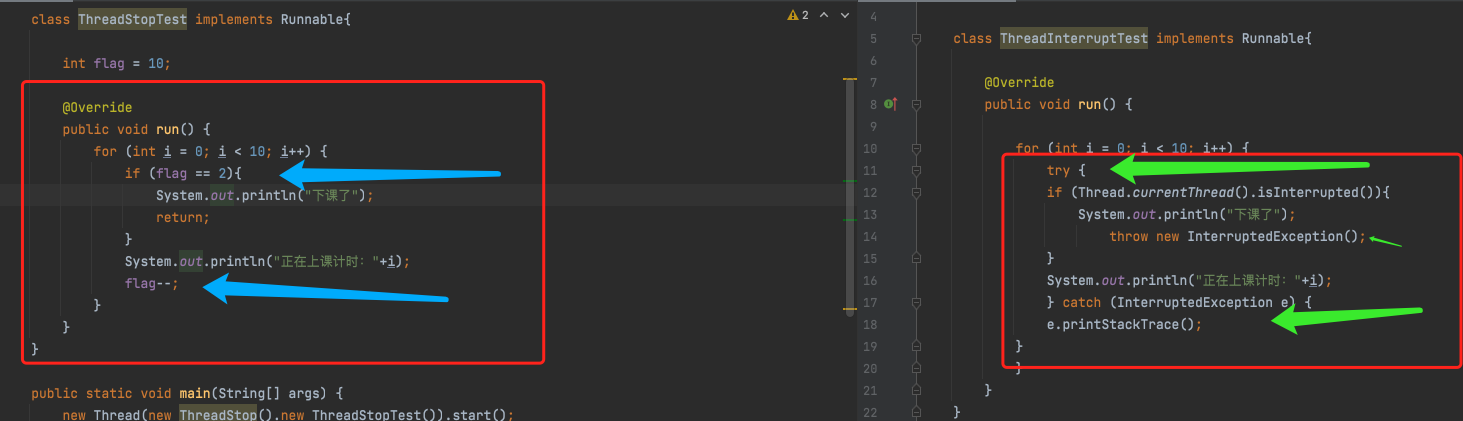 class ThreadStopTest implements Runnable{
2
int flag = 10;
@Override
public void run() {
for (int i = 0; i < 10; i++) {
if (flag == 2){
System.out.println("下课了");
return;
}
System.out.println("正在上课计时："+i);
flag--;
}
}
}
public static void main(String[] args) {
new Thread(new ThreadStop().new ThreadStopTest()).start();
4
5 class ThreadInterruptTest implements Runnable{
6
7 @Override
8 public void run() {
9
10 for (int i = 0; i < 10; i++) {
11 try {
12 if (Thread.currentThread().isInterrupted()){
13 System.out.println("下课了");
14 throw new InterruptedException();
15 }
16 System.out.println("正在上课计时："+i);
17 } catch (InterruptedException e) {
18 e.printStackTrace();
19 }
20 }
21 }
22 }